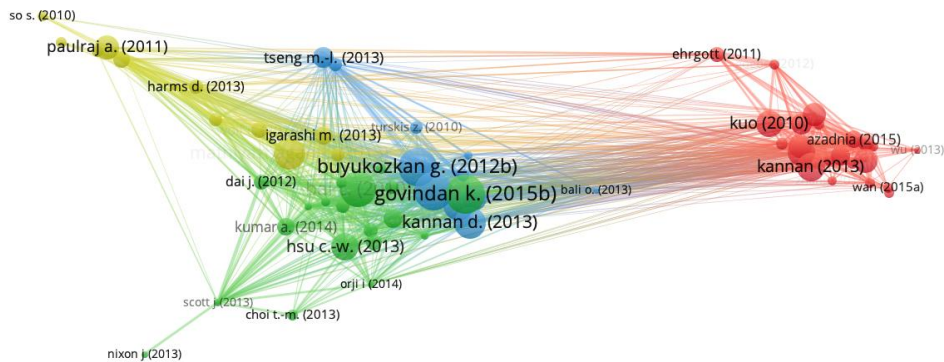 so s. (2010)
paulraj a. (2011)
tseng m.-l. (2013)
ehrgott (2011)
harms d. (2013)
kuo (2010)
igarashi m. (2013)
azadnia (2015)
wu (2013)
buyukozkan g. (2012b)
kannan (2013)
dai j. (2012)
govindan k. (2015b)
bali o. (2013)
wan (2015a)
kumar a. (2014)
kannan d. (2013)
hsu c.-w. (2013)
orji i (2014)
scott j (2013)
choi t.-m. (2013)
nixon j (2013)